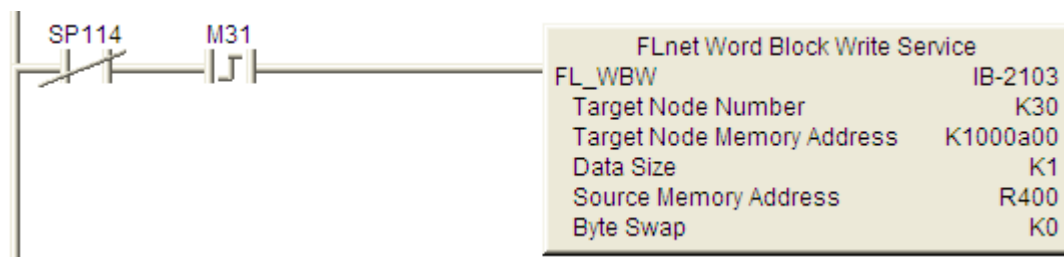 SP114 M31
FLnet Word Block Write Service
FL_WBW IB-2103
Target Node Number K30
Target Node Memory Address K1000a00
Data Size K1
Source Memory Address R400
Byte Swap K0